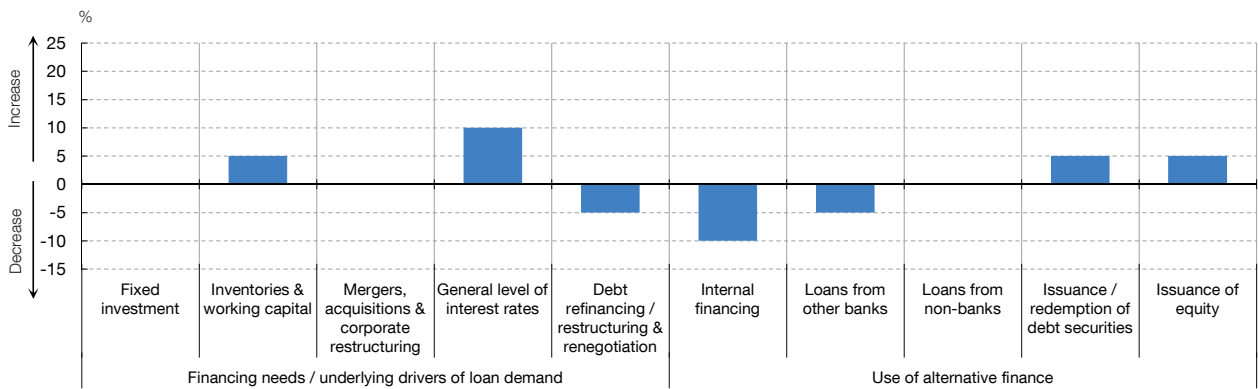 %
Increase
Decrease
25
20
15
10
5
0
-5
-10
-15
Fixed
investment
Inventories &
working capital
Mergers,
acquisitions &
corporate
restructuring
General level of
interest rates
Debt
refinancing /
restructuring &
renegotiation
Internal
financing
Loans from
other banks
Loans from
non-banks
Issuance /
redemption of
debt securities
Issuance of
equity
Financing needs / underlying drivers of loan demand
Use of alternative finance